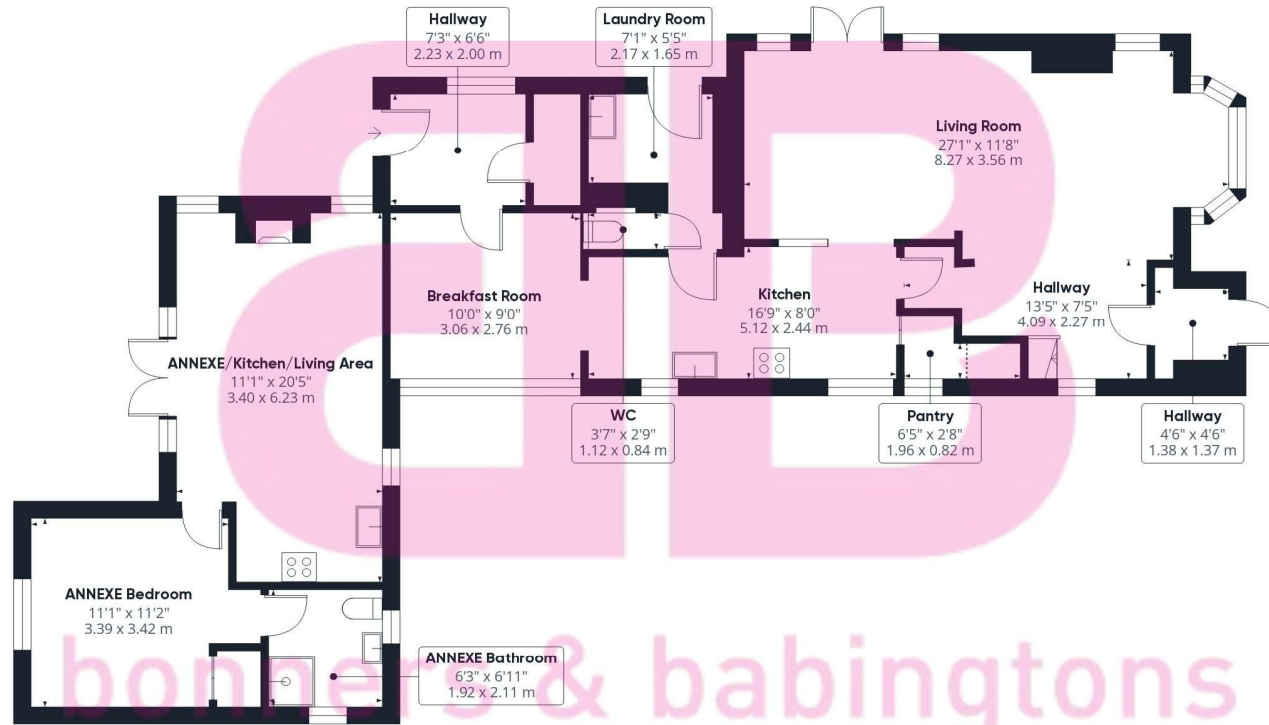 Hallway
7'3" x 6'6"
2.23 x 2.00 m
Laundry Room
7'1" x 5'5"
2.17 x 1.65 m
Living Room
27'1" x 11'8"
8.27 x 3.56 m
Breakfast Room
10'0" x 9'0"
3.06 x 2.76 m
Kitchen
16'9" x 8'0"
5.12 x 2.44 m
Hallway
13'5" x 7'5"
4.09 x 2.27 m
ANNEXE/Kitchen/Living Area
11'1" x 20'5"
3.40 x 6.23 m
WC
3'7" x 2'9"
1.12 x 0.84 m
Pantry
6'5" x 2'8"
1.96 x 0.82 m
Hallway
4'6" x 4'6"
1.38 x 1.37 m
ANNEXE Bedroom
11'1" x 11'2"
3.39 x 3.42 m
ANNEXE Bathroom
6'3" x 6'11"
1.92 x 2.11 m
bonners & babingtons